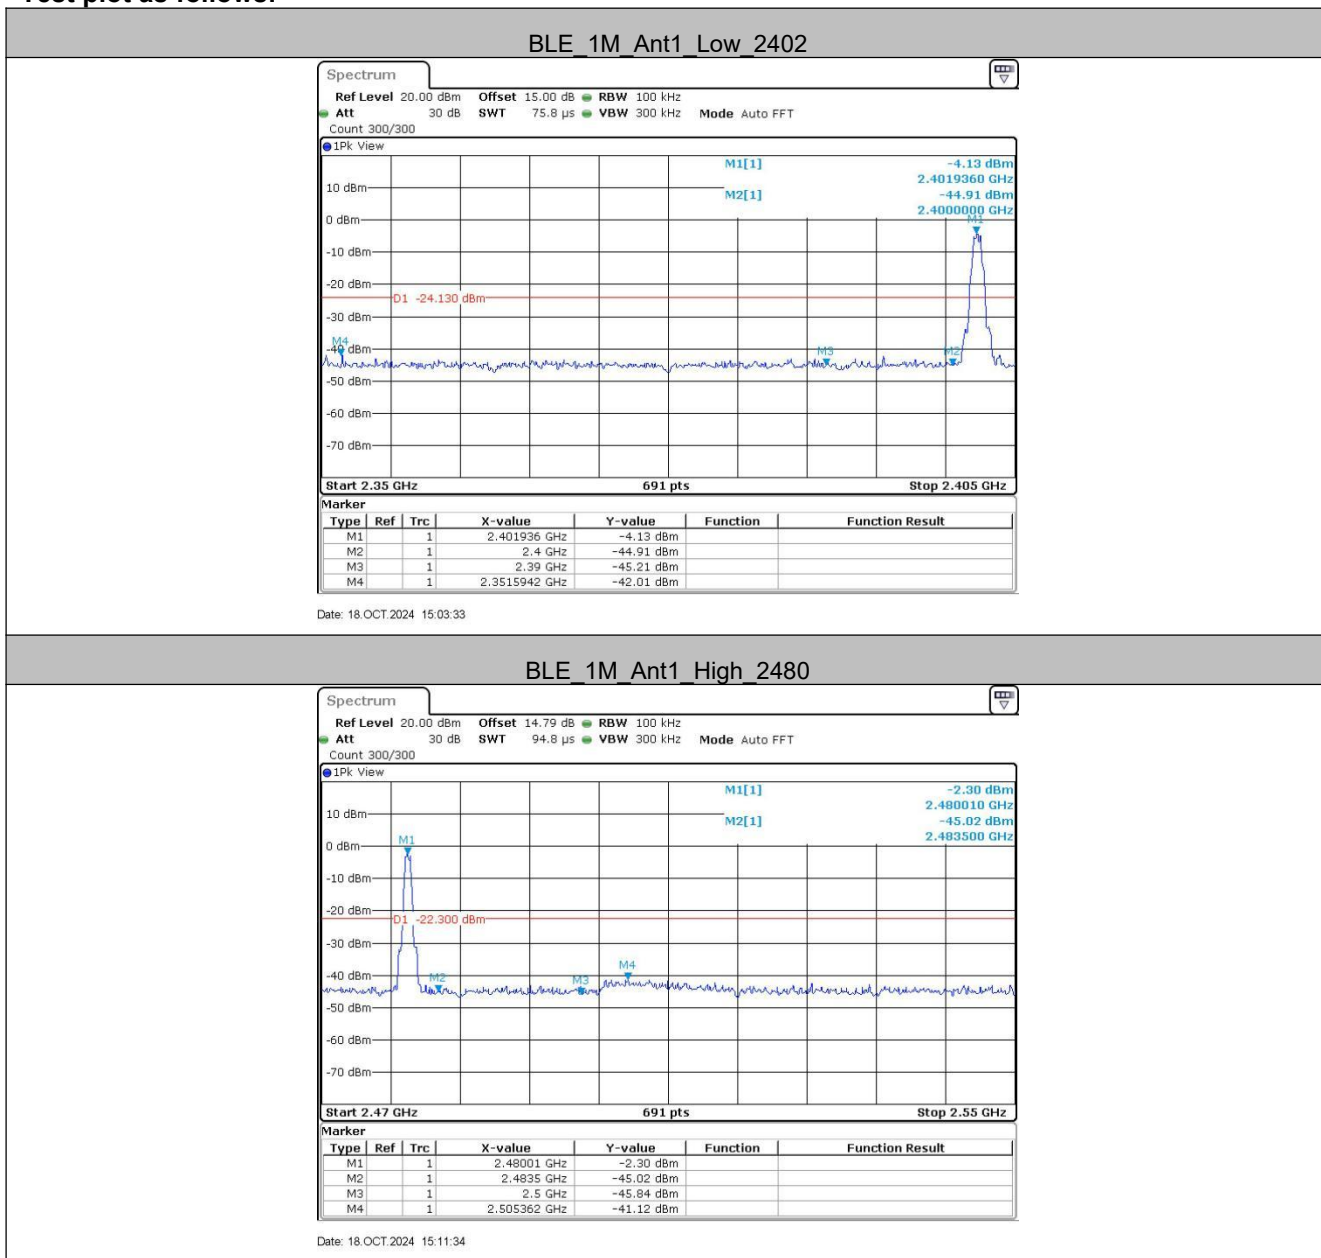 Test plot as follows:
BLE_1M_Ant1_Low_2402
Spectrum
Ref Level 20.00 dBm Offset 15.00 dB RBW 100 kHz
Att 30 dB SWT 75.8 µs VBW 300 kHz Mode Auto FFT
Count 300/300
1Pk View
M1[1] -4.13 dBm
2.4019360 GHz
M2[1] -44.91 dBm
2.4000000 GHz
M1
10 dBm
0 dBm
-10 dBm
-20 dBm
D1 -24.130 dBm
-30 dBm
M4 M3 M2
-40 dBm
-50 dBm
-60 dBm
-70 dBm
Start 2.35 GHz 691 pts Stop 2.405 GHz
Marker
Type Ref Trc X-value Y-value Function Function Result
M1 1 2.401936 GHz -4.13 dBm
M2 1 2.4 GHz -44.91 dBm
M3 1 2.39 GHz -45.21 dBm
M4 1 2.3515942 GHz -42.01 dBm
Date: 18.OCT.2024 15:03:33
BLE_1M_Ant1_High_2480
Spectrum
Ref Level 20.00 dBm Offset 14.79 dB RBW 100 kHz
Att 30 dB SWT 94.8 µs VBW 300 kHz Mode Auto FFT
Count 300/300
1Pk View
M1[1] -2.30 dBm
2.480010 GHz
M2[1] -45.02 dBm
2.483500 GHz
10 dBm
M1
0 dBm
-10 dBm
-20 dBm
D1 -22.300 dBm
-30 dBm
M4
-40 dBm
M2 M3
-50 dBm
-60 dBm
-70 dBm
Start 2.47 GHz 691 pts Stop 2.55 GHz
Marker
Type Ref Trc X-value Y-value Function Function Result
M1 1 2.48001 GHz -2.30 dBm
M2 1 2.4835 GHz -45.02 dBm
M3 1 2.5 GHz -45.84 dBm
M4 1 2.505362 GHz -41.12 dBm
Date: 18.OCT.2024 15:11:34